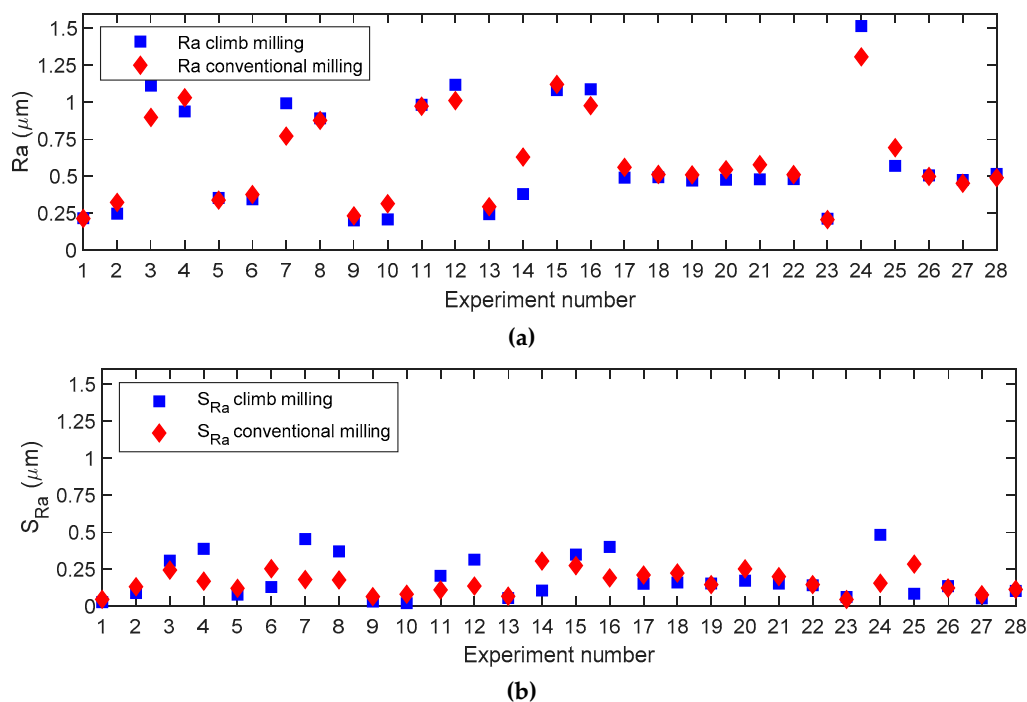 1.5
1.25
1
0.75
0.5
0.25
0
Ra (μm)
Ra climb milling
Ra conventional milling
1 2 3 4 5 6 7 8 9 10 11 12 13 14 15 16 17 18 19 20 21 22 23 24 25 26 27 28
Experiment number
(a)
1.5
1.25
1
0.75
0.5
0.25
0
S_Ra (μm)
S_Ra climb milling
S_Ra conventional milling
1 2 3 4 5 6 7 8 9 10 11 12 13 14 15 16 17 18 19 20 21 22 23 24 25 26 27 28
Experiment number
(b)